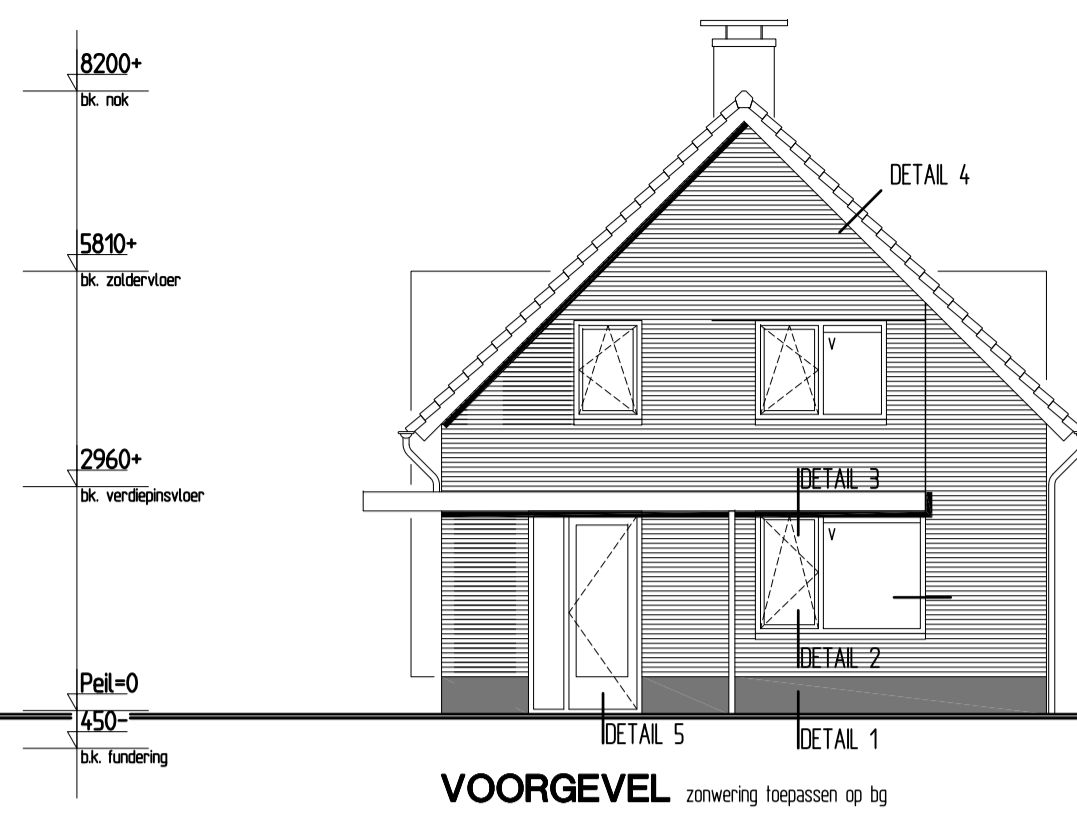 8200+
bk. nok
DETAIL 4
5810+
bk. zoldervloer
V
2960+
bk. verdiepinsvloer
DETAIL 3
V
DETAIL 2
Peil=0
450-
b.k. fundering
DETAIL 5
DETAIL 1
VOORGEVEL zonwering toepassen op bg